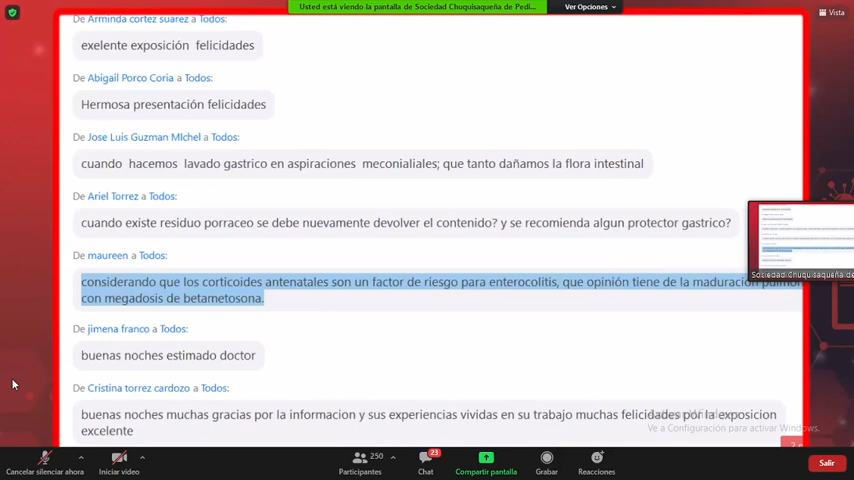 Usted está viendo la pantalla de Sociedad Chuquisaqueña de Pedi...
Ver Opciones
Vista
De Arminda cortez suarez a Todos:
exelente exposición felicidades
De Abigail Porco Coria a Todos:
Hermosa presentación felicidades
De Jose Luis Guzman MIchel a Todos:
cuando hacemos lavado gastrico en aspiraciones meconialiales; que tanto dañamos la flora intestinal
De Ariel Torrez a Todos:
cuando existe residuo porraceo se debe nuevamente devolver el contenido? y se recomienda algun protector gastrico?
De maureen a Todos:
considerando que los corticoides antenatales son un factor de riesgo para enterocolitis, que opinión tiene de la maduración pulmon
con megadosis de betametosona.
Sociedad Chuquisaqueña de
De jimena franco a Todos:
buenas noches estimado doctor
De Cristina torrez cardozo a Todos:
buenas noches muchas gracias por la informacion y sus experiencias vividas en su trabajo muchas felicidades por la exposicion
excelente
Activar Windows
Ve a Configuración para activar Windows.
Cancelar silenciar ahora
Iniciar video
250
Participantes
23
Chat
Compartir pantalla
Grabar
Reacciones
Salir